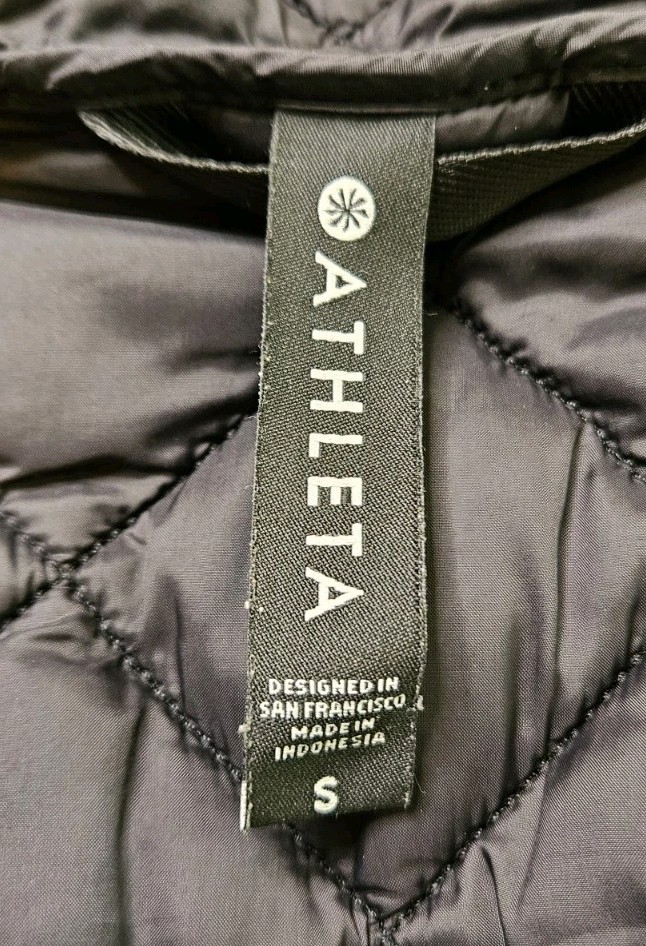 ATHLETA
DESIGNED IN
SAN FRANCISCO
MADE IN
INDONESIA
S